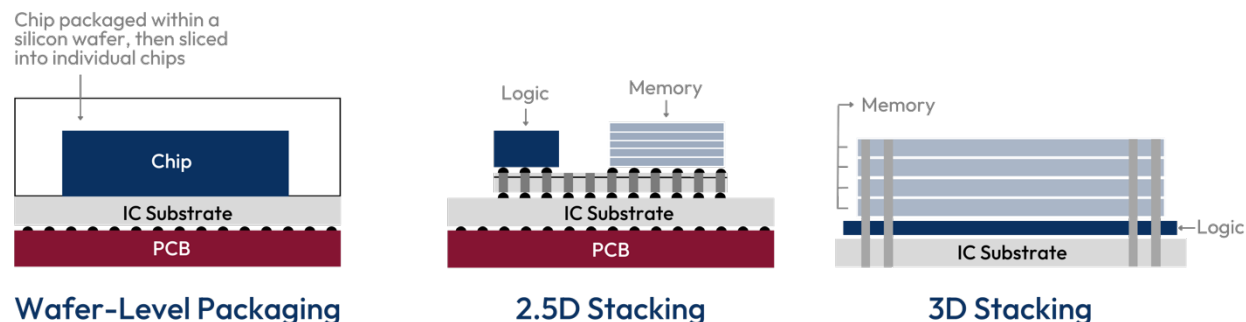 Chip packaged within a
silicon wafer, then sliced
into individual chips
Chip
IC Substrate
PCB
Wafer-Level Packaging
Logic
Memory
IC Substrate
PCB
2.5D Stacking
Memory
Logic
IC Substrate
3D Stacking